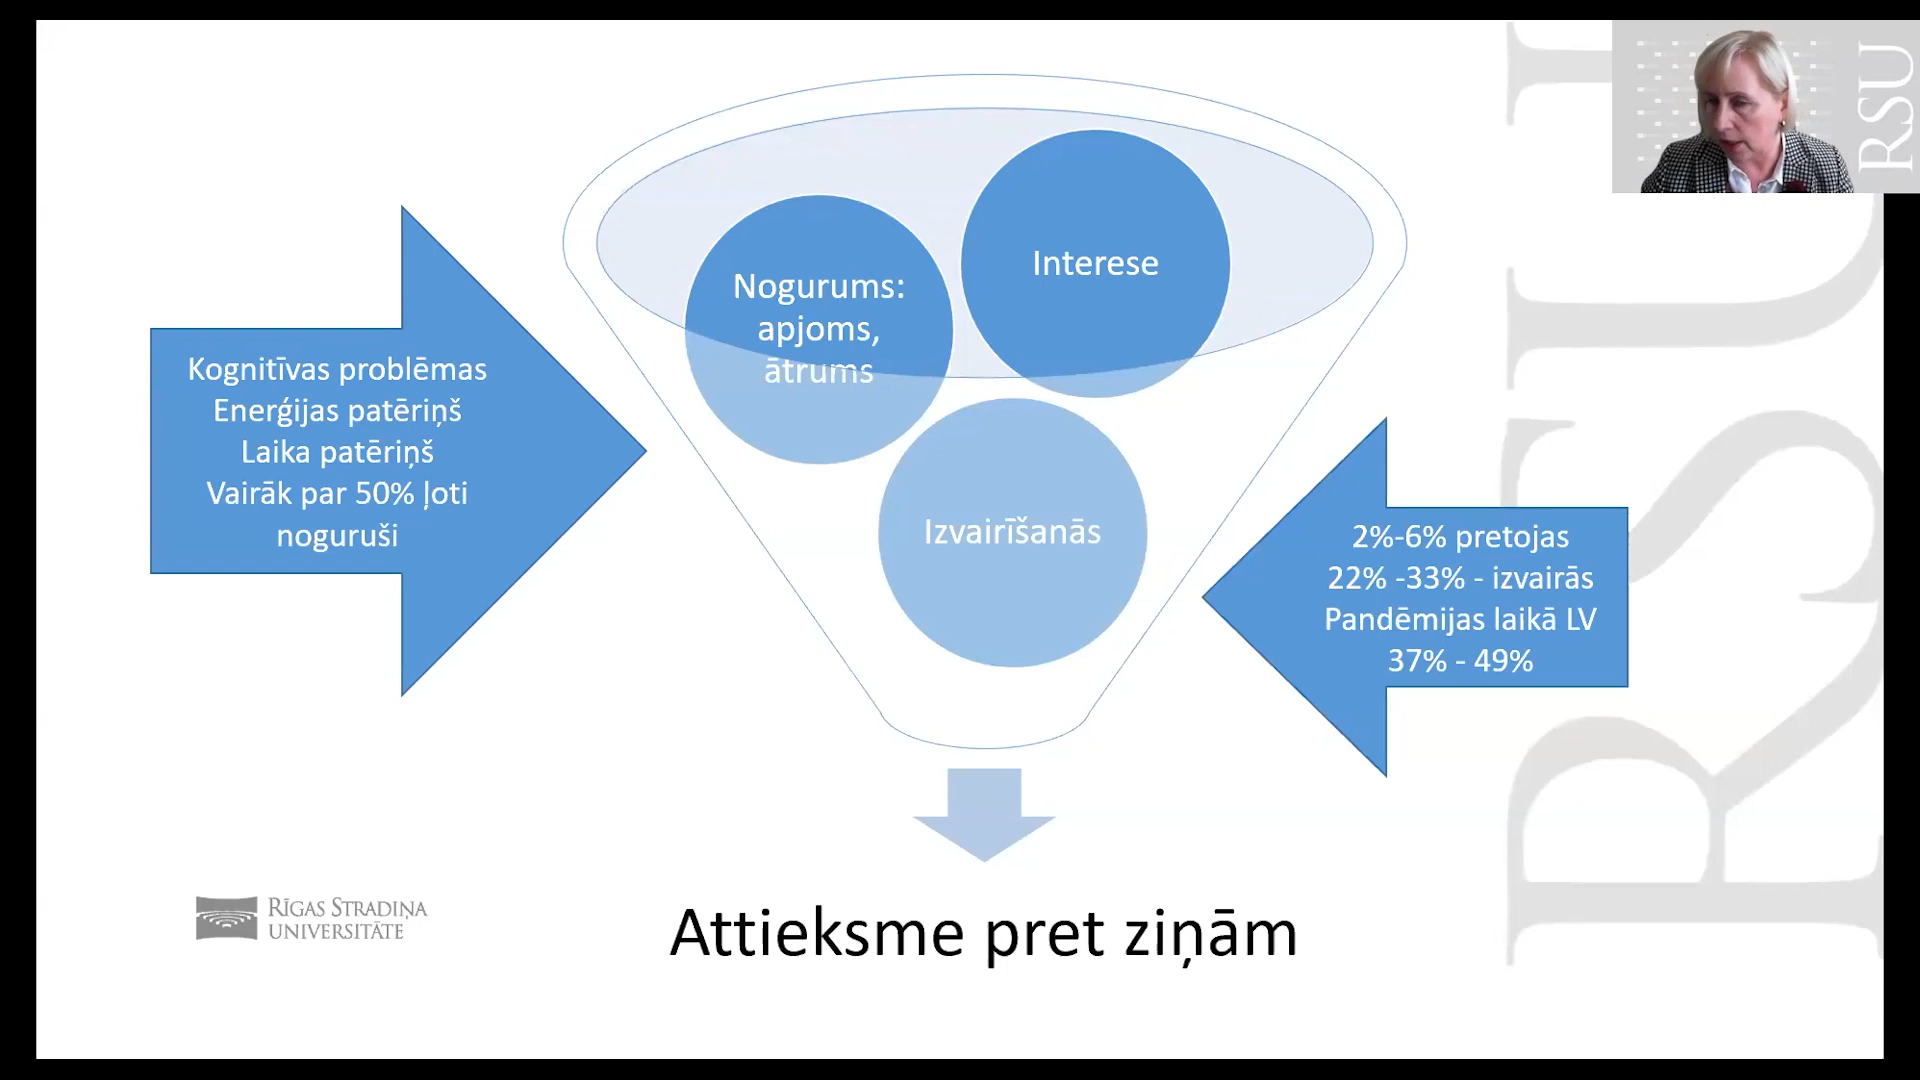 RSU
Interese
Nogurums:
apjoms,
ātrums
Kognitīvas problēmas
Enerģijas patēriņš
Laika patēriņš
Vairāk par 50% ļoti
noguruši
Izvairīšanās
2%-6% pretojas
22% -33% - izvairās
Pandēmijas laikā LV
37% - 49%
RSU
RĪGAS STRADIŅA
UNIVERSITĀTE
Attieksme pret ziņām